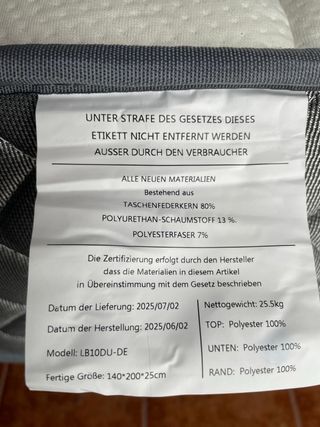 UNTER STRAFE DES GESETZES DIESES
ETIKETT NICHT ENTFERNT WERDEN
AUSSER DURCH DEN VERBRAUCHER
ALLE NEUEN MATERIALIEN
Bestehend aus
TASCHENFEDERKERN 80%
POLYURETHAN-SCHAUMSTOFF 13 %.
POLYESTERFASER 7%
Die Zertifizierung erfolgt durch den Hersteller
dass die Materialien in diesem Artikel
in Übereinstimmung mit dem Gesetz beschrieben
Datum der Lieferung: 2025/07/02
Datum der Herstellung: 2025/06/02
Modell: LB10DU-DE
Fertige Größe: 140*200*25cm
Nettogewicht: 25.5kg
TOP: Polyester 100%
UNTEN: Polyester 100%
RAND: Polyester 100%